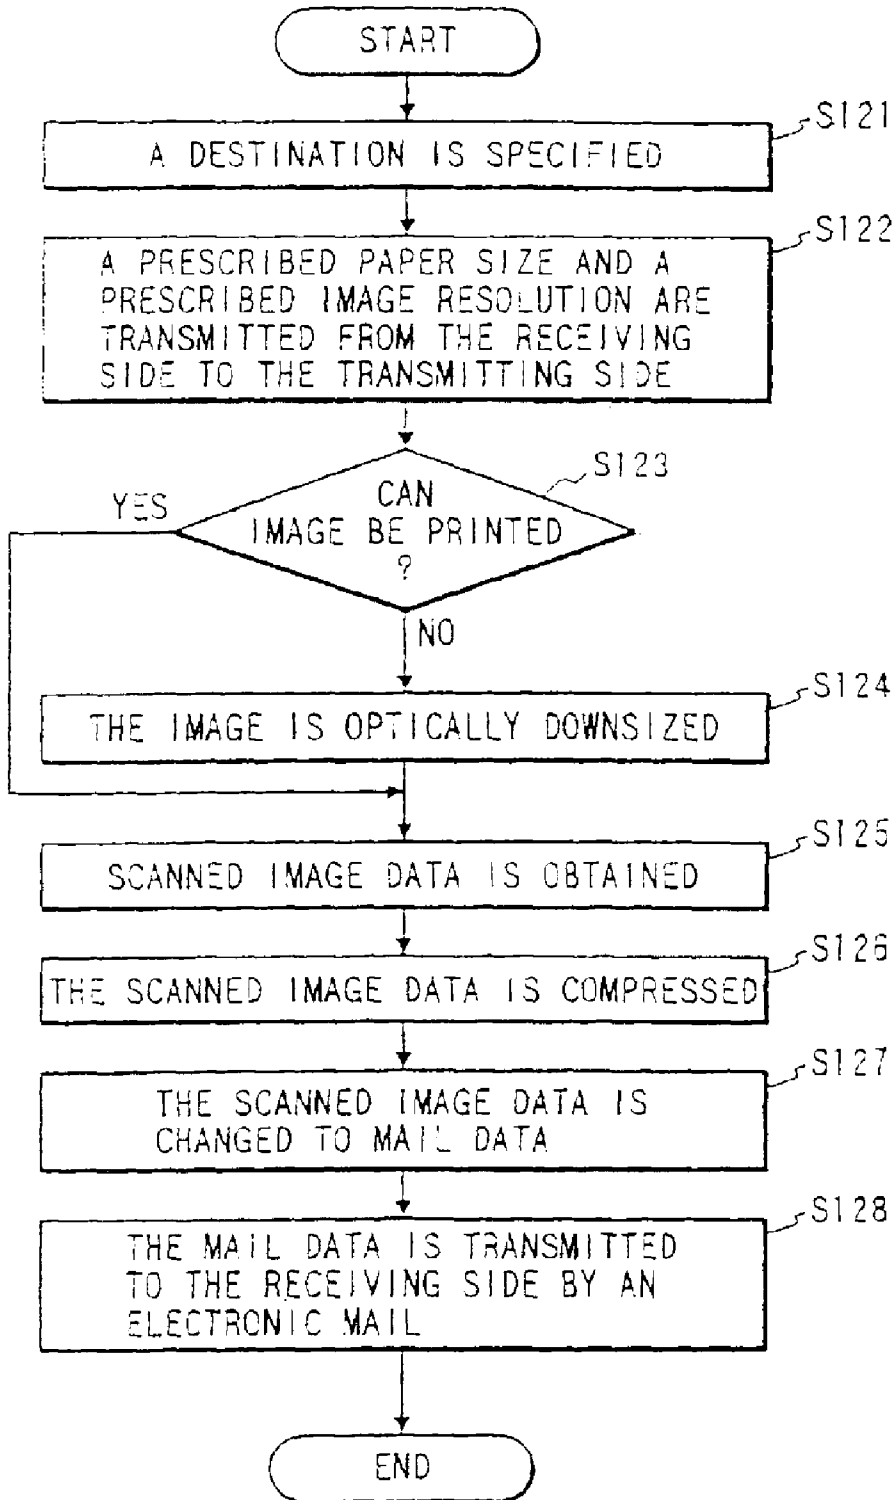 START
S121
A DESTINATION IS SPECIFIED
S122
A PRESCRIBED PAPER SIZE AND A
PRESCRIBED IMAGE RESOLUTION ARE
TRANSMITTED FROM THE RECEIVING
SIDE TO THE TRANSMITTING SIDE
S123
YES
CAN
IMAGE BE PRINTED
?
NO
S124
THE IMAGE IS OPTICALLY DOWNSIZED
S125
SCANNED IMAGE DATA IS OBTAINED
S126
THE SCANNED IMAGE DATA IS COMPRESSED
S127
THE SCANNED IMAGE DATA IS
CHANGED TO MAIL DATA
S128
THE MAIL DATA IS TRANSMITTED
TO THE RECEIVING SIDE BY AN
ELECTRONIC MAIL
END